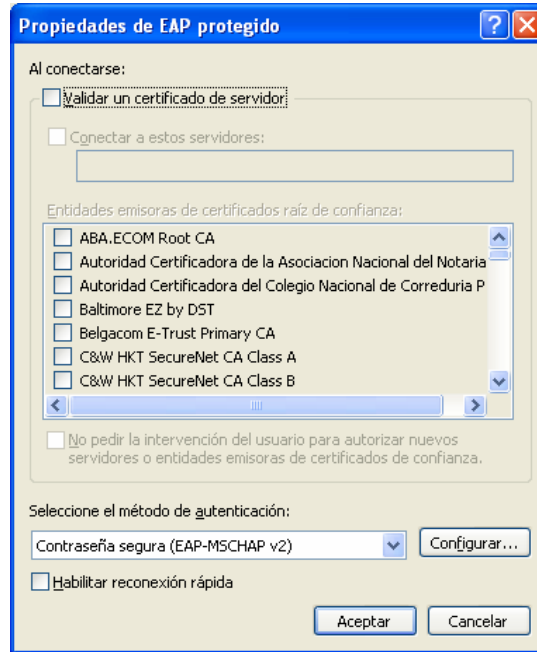 Propiedades de EAP protegido
Al conectarse:
Validar un certificado de servidor
Conectar a estos servidores:
Entidades emisoras de certificados raíz de confianza:
ABA.ECOM Root CA
Autoridad Certificadora de la Asociacion Nacional del Notaria
Autoridad Certificadora del Colegio Nacional de Correduria P
Baltimore EZ by DST
Belgacom E-Trust Primary CA
C&W HKT SecureNet CA Class A
C&W HKT SecureNet CA Class B
No pedir la intervención del usuario para autorizar nuevos
servidores o entidades emisoras de certificados de confianza.
Seleccione el método de autenticación:
Contraseña segura (EAP-MSCHAP v2)
Configurar...
Habilitar reconexión rápida
Aceptar
Cancelar